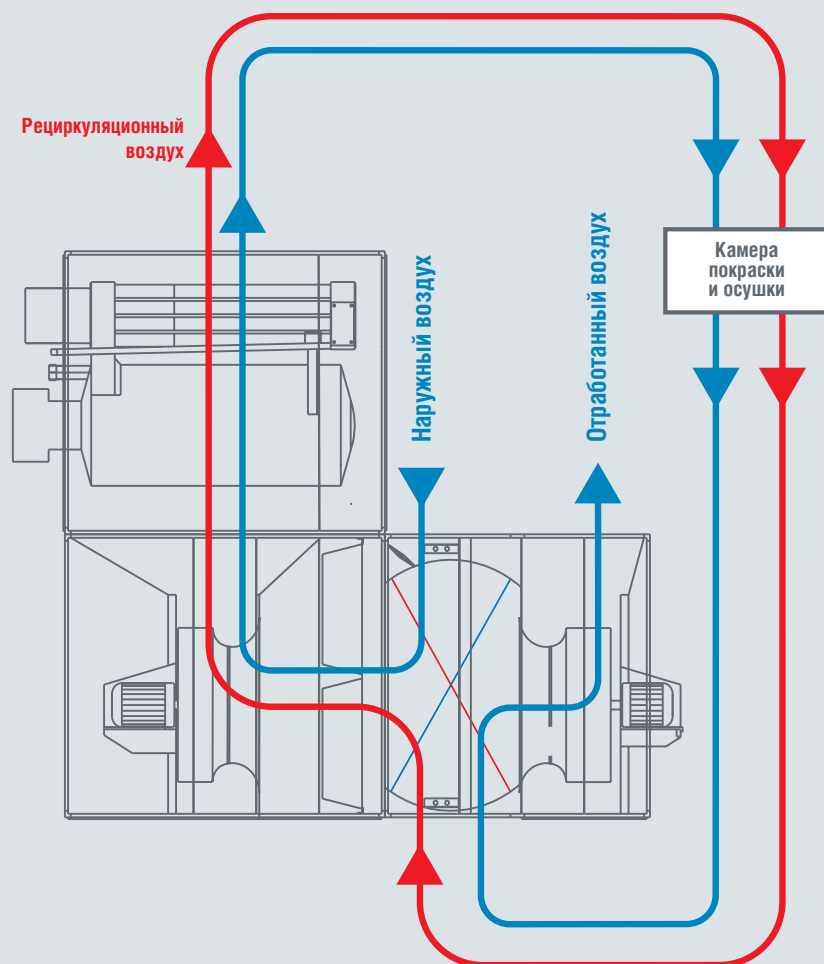 Рециркуляционный
воздух
Наружный воздух
Отработанный воздух
Камера
покраски
и осушки